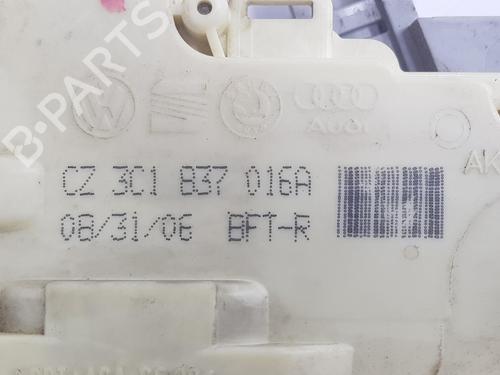 B-PARTS
Audi
AK
CZ 3C1 837 016A
08/31/06 BFT-R